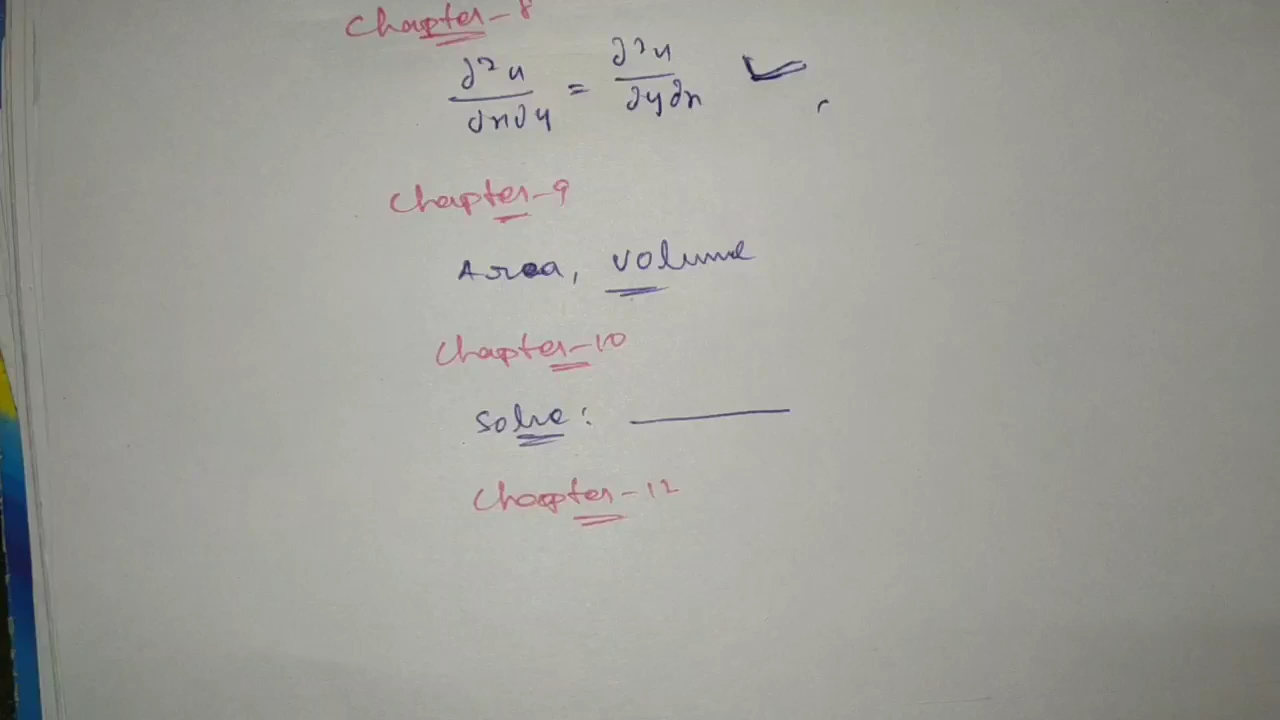 Chapter-8
∂²u/∂x∂y = ∂²u/∂y∂x ✓
Chapter-9
Area, volume
Chapter-10
Solve: ———
Chapter-12